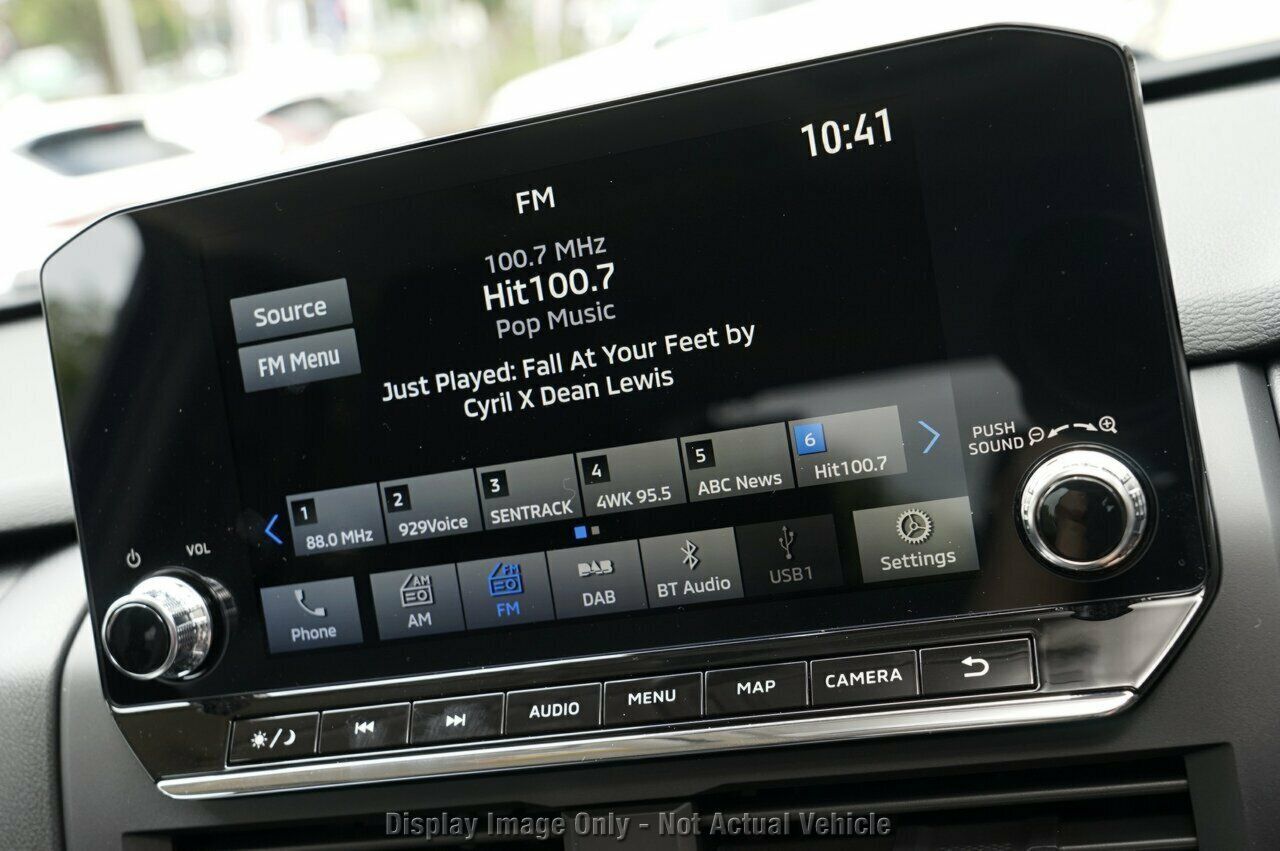 10:41
FM
100.7 MHz
Hit100.7
Pop Music
Source
FM Menu
Just Played: Fall At Your Feet by
Cyril X Dean Lewis
PUSH
SOUND
1
88.0 MHz
2
929Voice
3
SENTRACK
4
4WK 95.5
5
ABC News
6
Hit100.7
VOL
Phone
AM
AM
FM
FM
DAB
DAB
BT Audio
USB1
Settings
AUDIO
MENU
MAP
CAMERA
Display Image Only - Not Actual Vehicle